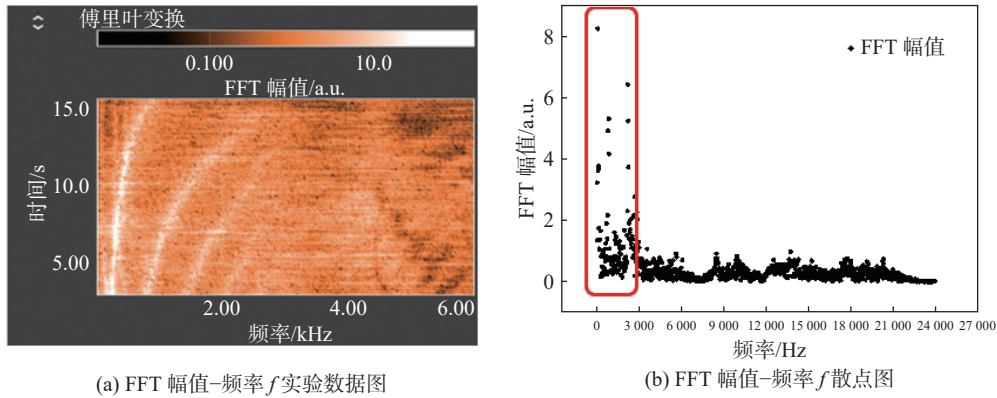 傅里叶变换
0.100 10.0
FFT 幅值/a.u.
15.0
10.0
5.00
时间/s
2.00 4.00 6.00
频率/kHz
(a) FFT 幅值−频率 f 实验数据图
8
6
4
2
0
FFT 幅值/a.u.
FFT 幅值
0 3 000 6 000 9 000 12 000 15 000 18 000 21 000 24 000 27 000
频率/Hz
(b) FFT 幅值−频率 f 散点图